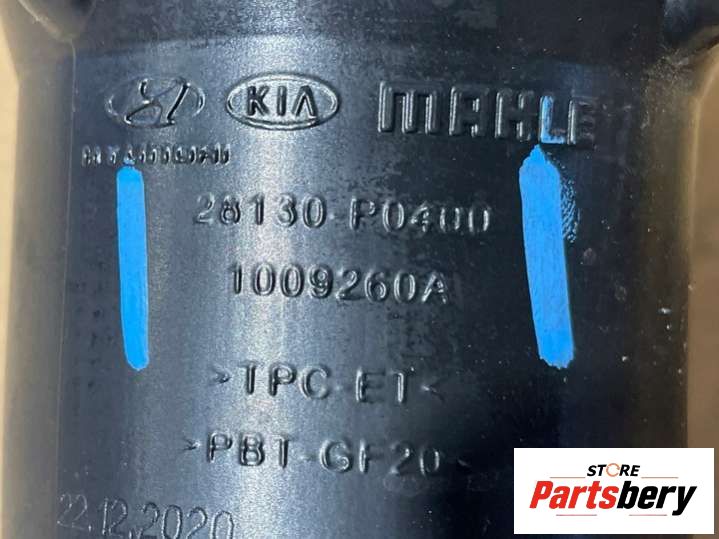 KIA MAHLE
HYUNDAI
28130-P0400
1009260A
>TPC-ET<
>PBT-GF20<
22.12.2020
STORE
Partsbery